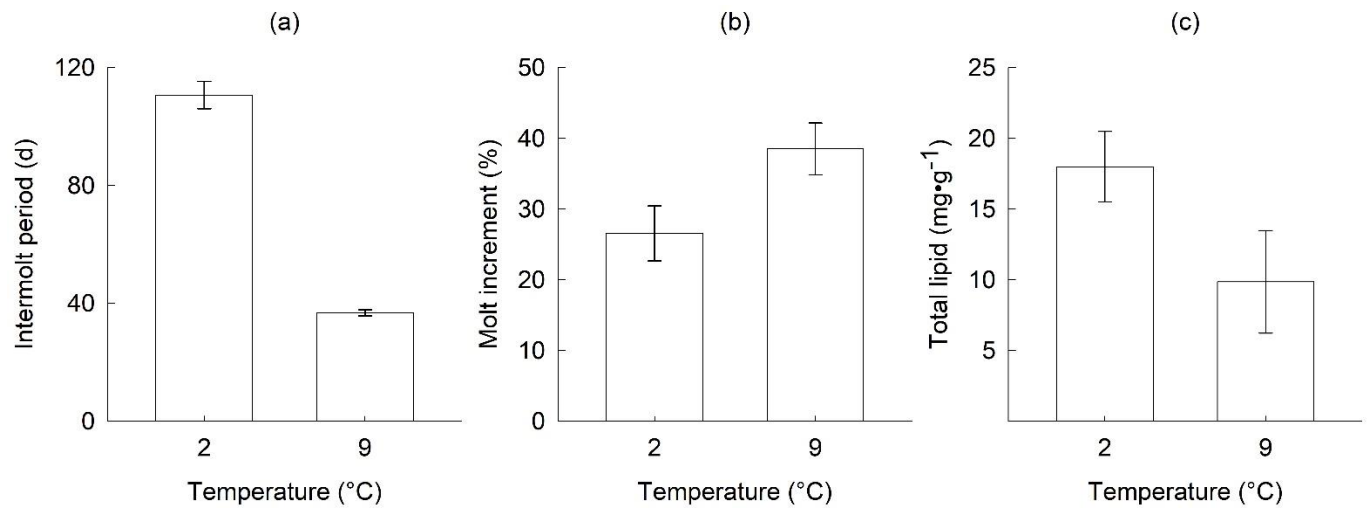 (a)
Intermolt period (d)
120
80
40
0
2 9
Temperature (°C)
(b)
Molt increment (%)
50
40
30
20
10
0
2 9
Temperature (°C)
(c)
Total lipid (mg•g⁻¹)
25
20
15
10
5
2 9
Temperature (°C)